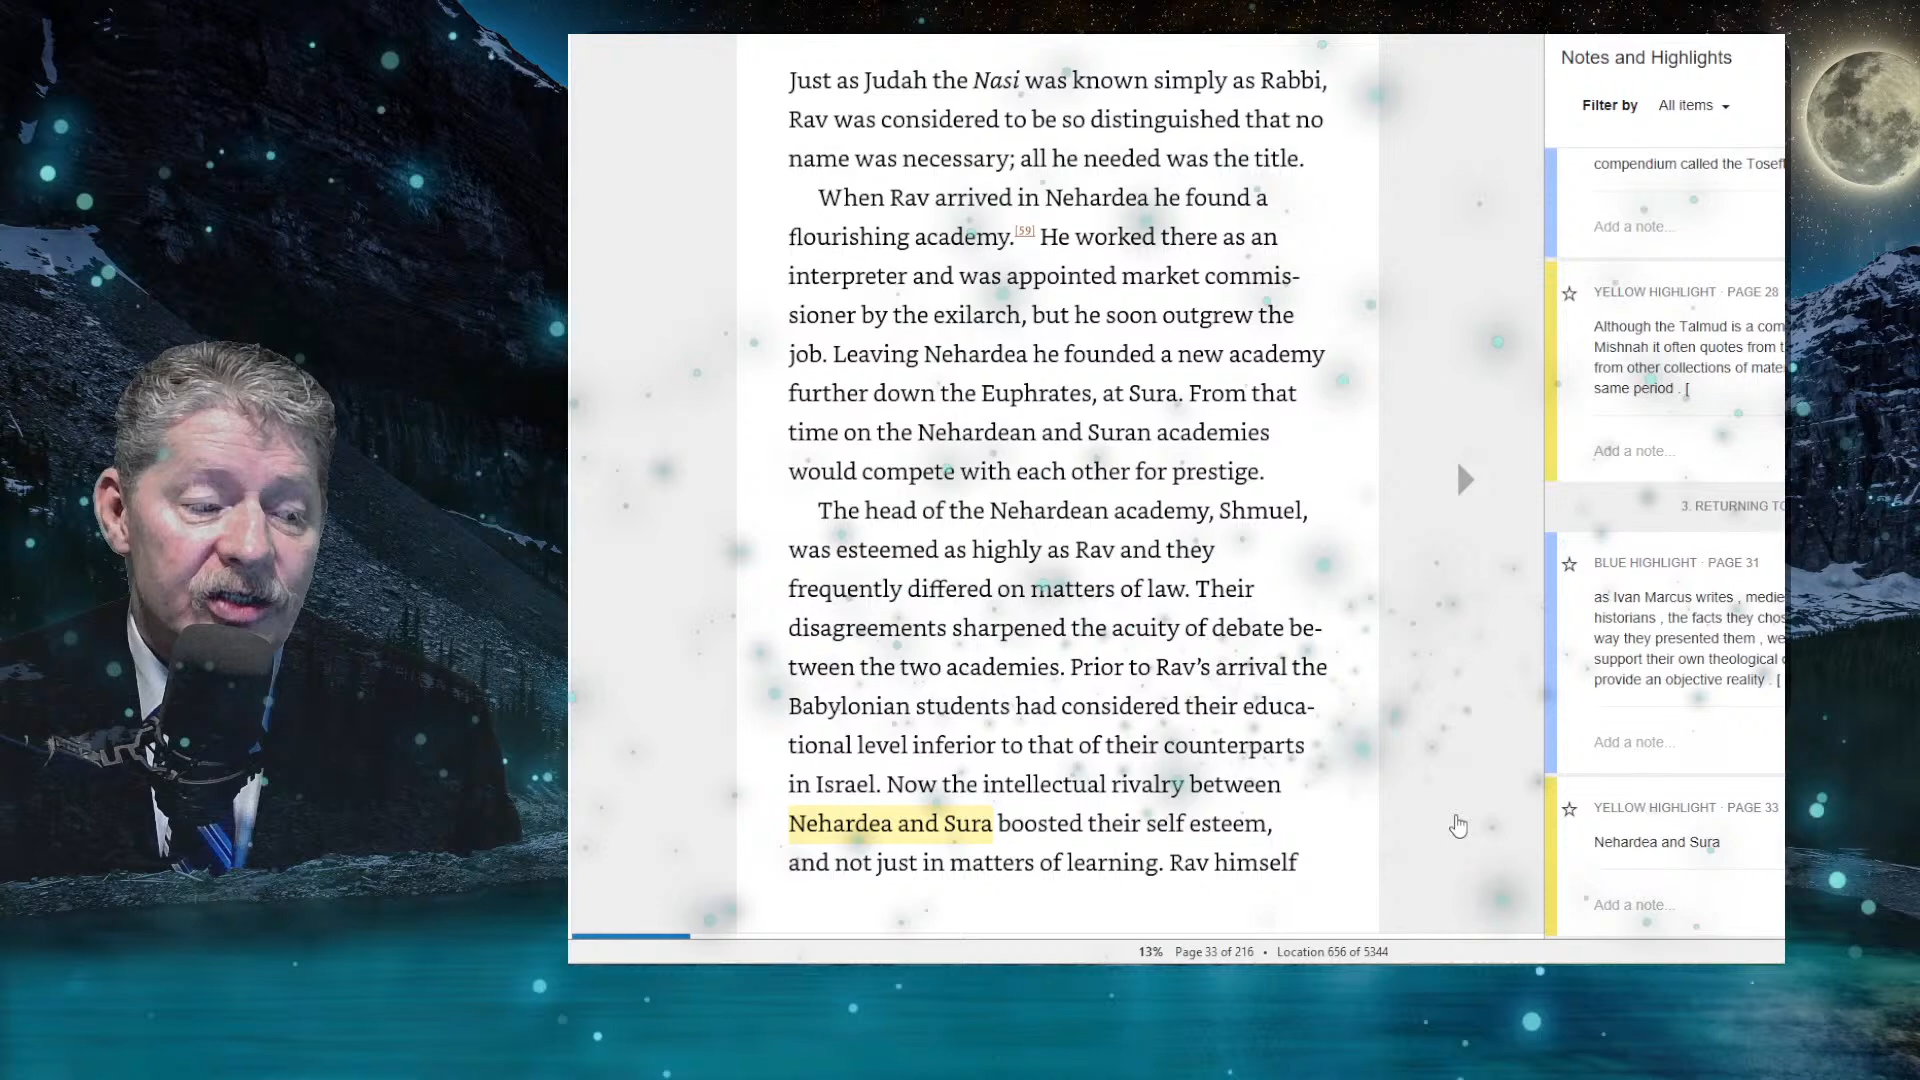 Just as Judah the Nasi was known simply as Rabbi,
Rav was considered to be so distinguished that no
name was necessary; all he needed was the title.
When Rav arrived in Nehardea he found a
flourishing academy.[59] He worked there as an
interpreter and was appointed market commis-
sioner by the exilarch, but he soon outgrew the
job. Leaving Nehardea he founded a new academy
further down the Euphrates, at Sura. From that
time on the Nehardean and Suran academies
would compete with each other for prestige.
The head of the Nehardean academy, Shmuel,
was esteemed as highly as Rav and they
frequently differed on matters of law. Their
disagreements sharpened the acuity of debate be-
tween the two academies. Prior to Rav’s arrival the
Babylonian students had considered their educa-
tional level inferior to that of their counterparts
in Israel. Now the intellectual rivalry between
Nehardea and Sura boosted their self esteem,
and not just in matters of learning. Rav himself
13% Page 33 of 216 • Location 656 of 5344
Notes and Highlights
Filter by All items
compendium called the Tosef
Add a note...
YELLOW HIGHLIGHT · PAGE 28
Although the Talmud is a com
Mishnah it often quotes from t
from other collections of mate
same period . [
Add a note...
3. RETURNING TO
BLUE HIGHLIGHT · PAGE 31
as Ivan Marcus writes , medie
historians , the facts they chos
way they presented them , we
support their own theological
provide an objective reality . [
Add a note...
YELLOW HIGHLIGHT · PAGE 33
Nehardea and Sura
Add a note...